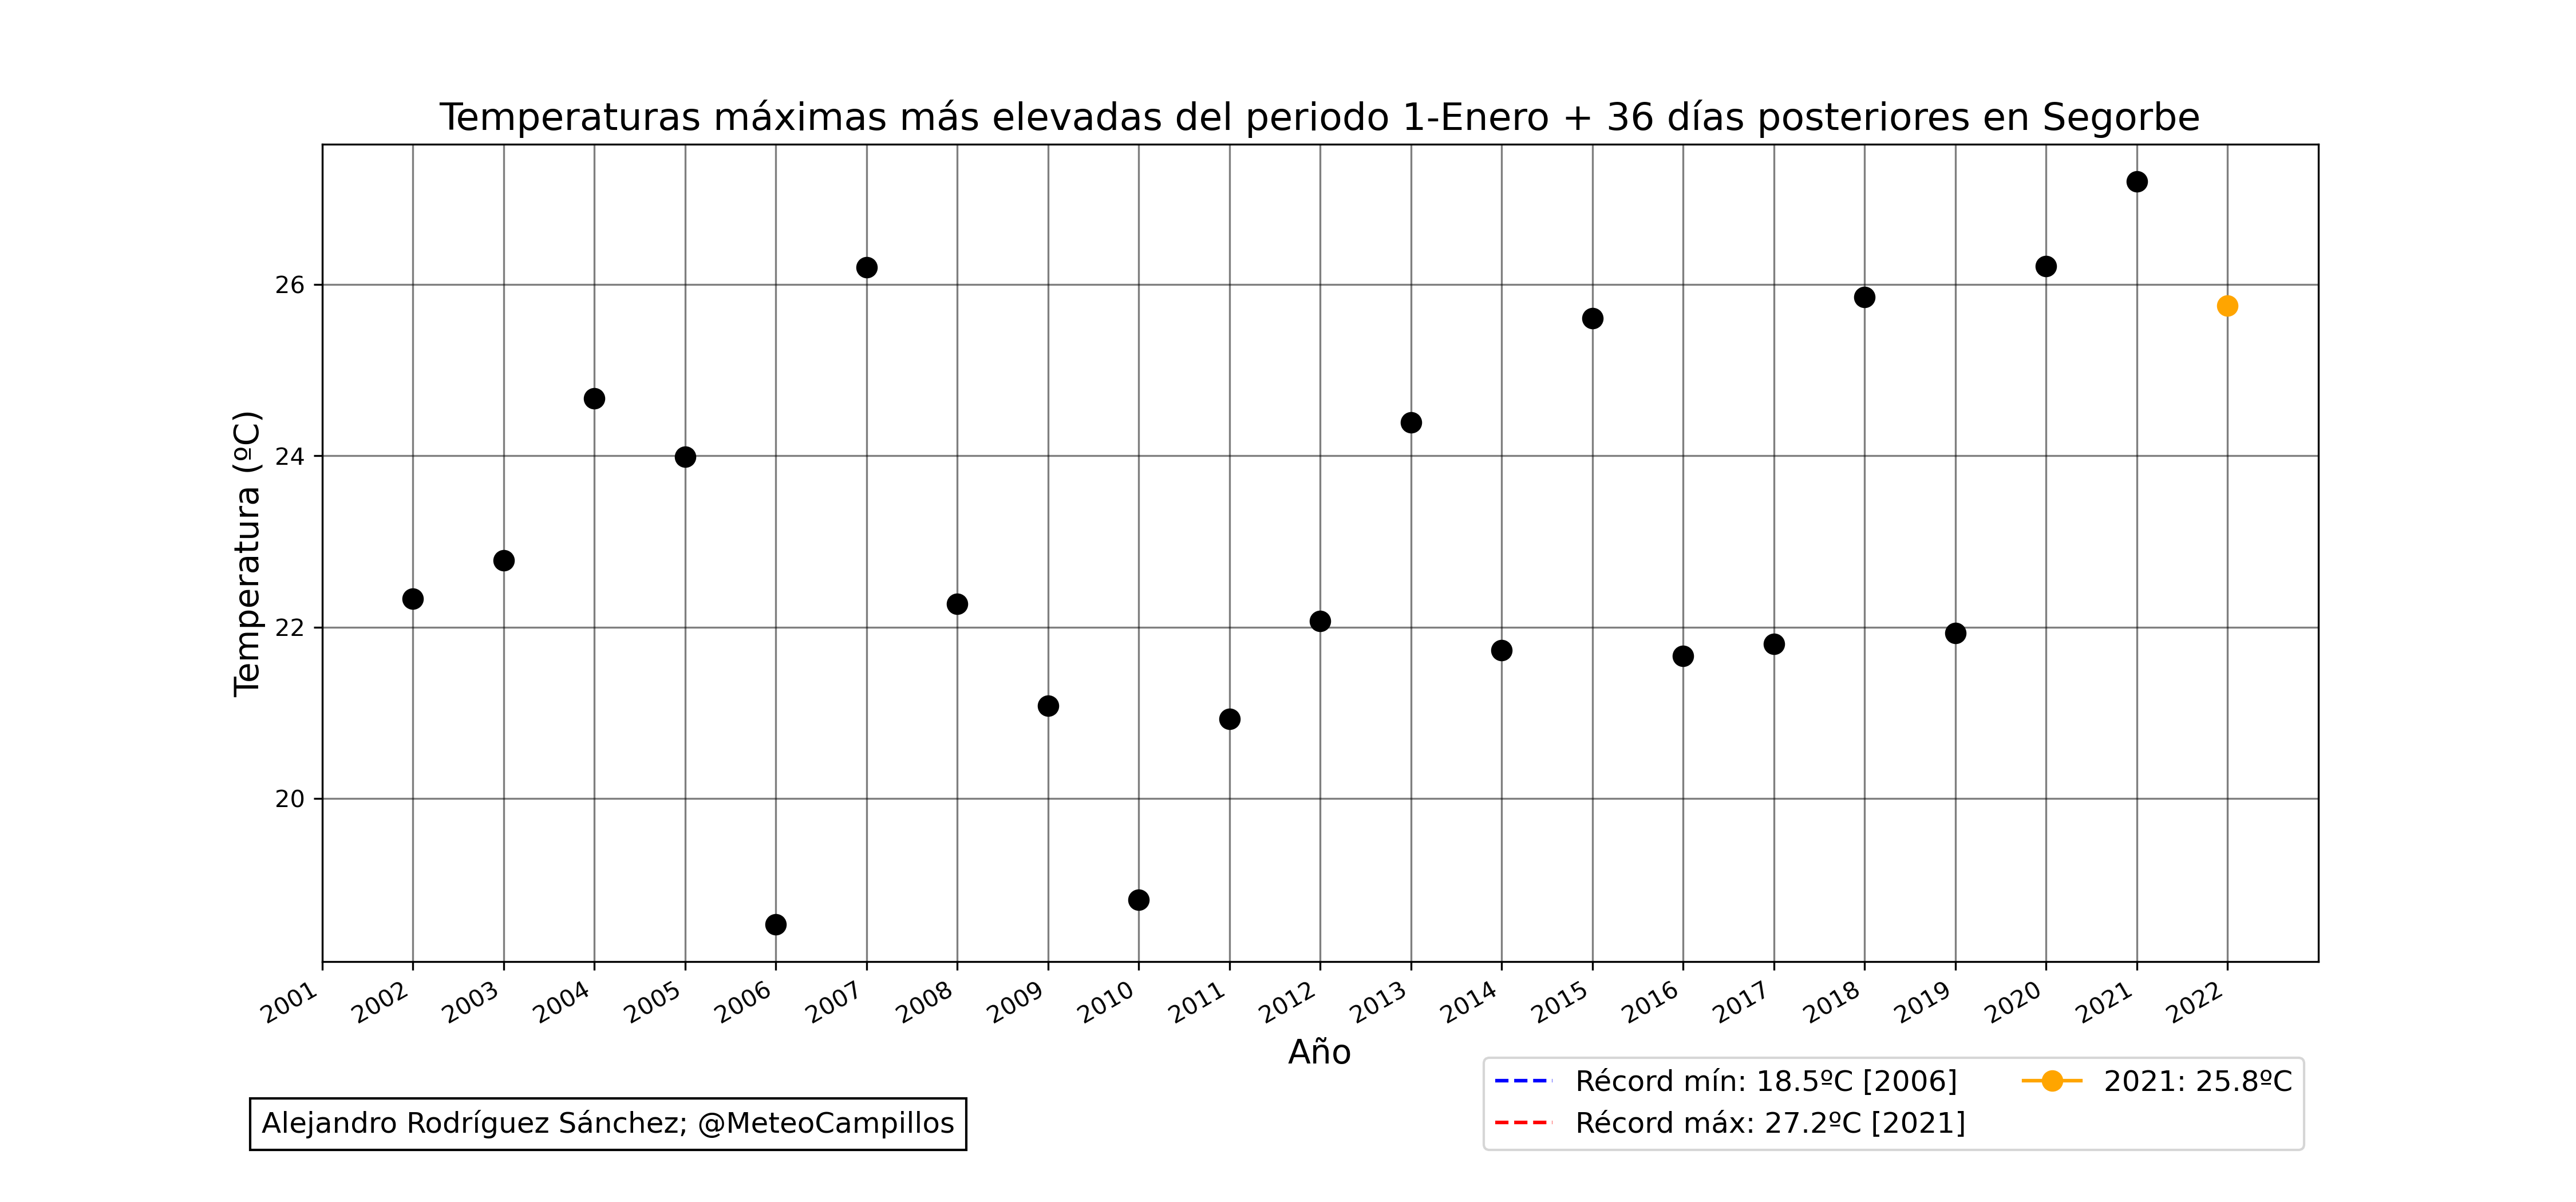 Temperaturas máximas más elevadas del periodo 1-Enero + 36 días posteriores en Segorbe
Temperatura (ºC)
26
24
22
20
2001 2002 2003 2004 2005 2006 2007 2008 2009 2010 2011 2012 2013 2014 2015 2016 2017 2018 2019 2020 2021 2022
Año
Récord mín: 18.5ºC [2006]
Récord máx: 27.2ºC [2021]
2021: 25.8ºC
Alejandro Rodríguez Sánchez; @MeteoCampillos